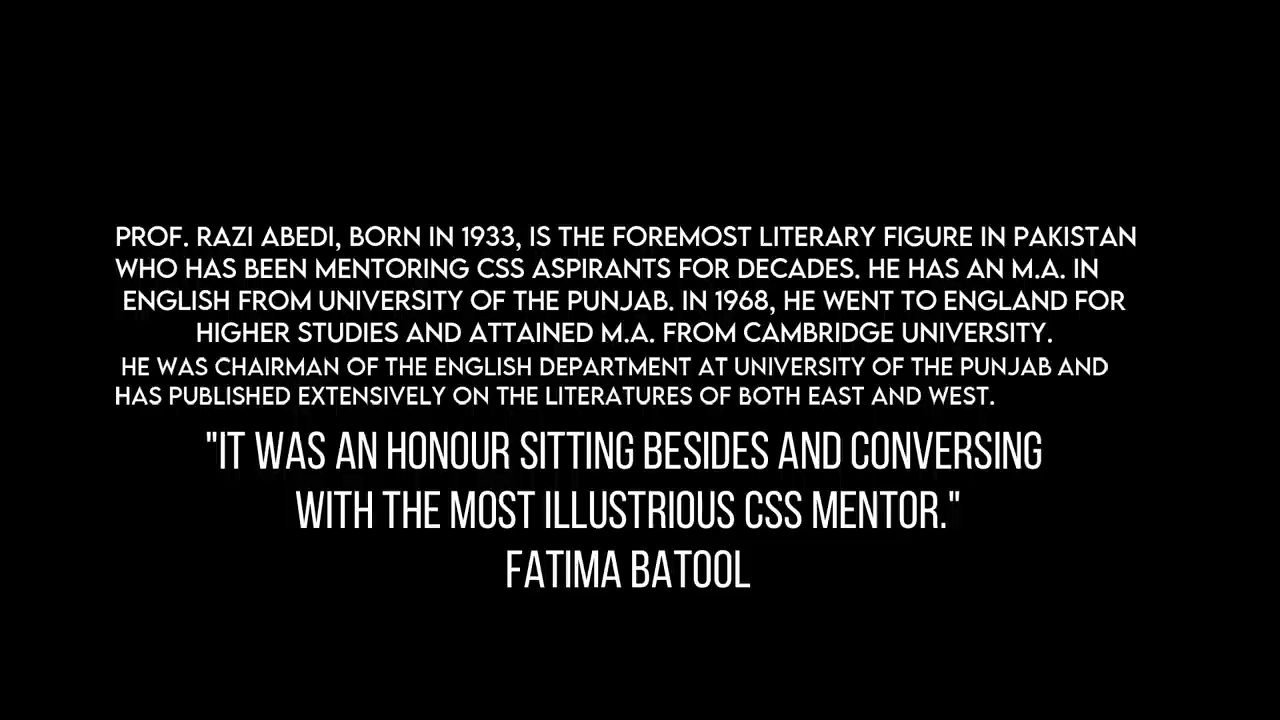 PROF. RAZI ABEDI, BORN IN 1933, IS THE FOREMOST LITERARY FIGURE IN PAKISTAN
WHO HAS BEEN MENTORING CSS ASPIRANTS FOR DECADES. HE HAS AN M.A. IN
ENGLISH FROM UNIVERSITY OF THE PUNJAB. IN 1968, HE WENT TO ENGLAND FOR
HIGHER STUDIES AND ATTAINED M.A. FROM CAMBRIDGE UNIVERSITY.
HE WAS CHAIRMAN OF THE ENGLISH DEPARTMENT AT UNIVERSITY OF THE PUNJAB AND
HAS PUBLISHED EXTENSIVELY ON THE LITERATURES OF BOTH EAST AND WEST.
"IT WAS AN HONOUR SITTING BESIDES AND CONVERSING
WITH THE MOST ILLUSTRIOUS CSS MENTOR."
FATIMA BATOOL